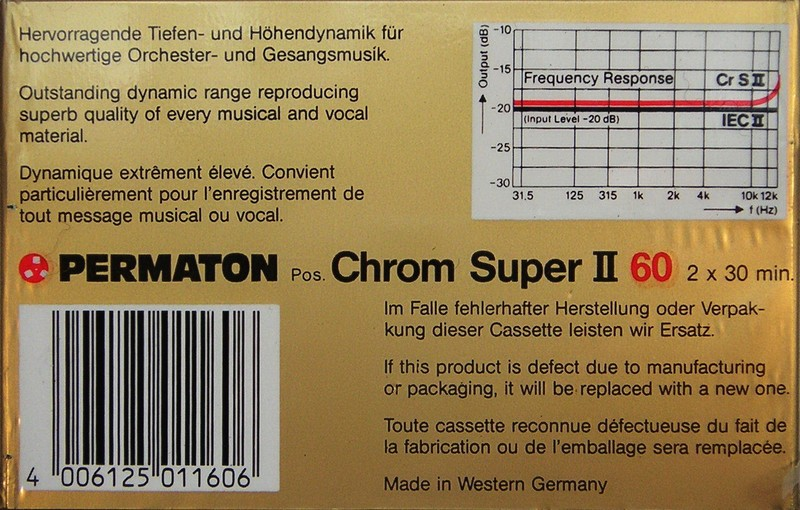 Hervorragende Tiefen- und Höhendynamik für
hochwertige Orchester- und Gesangsmusik.
Outstanding dynamic range reproducing
superb quality of every musical and vocal
material.
Dynamique extrêment élevé. Convient
particulièrement pour l'enregistrement de
tout message musical ou vocal.
Output (dB)
-10
-15
-20
-25
-30
Frequency Response
Cr S II
(Input Level -20 dB)
IEC II
31.5 125 315 1k 2k 4k 10k 12k
f (Hz)
PERMATON Pos. Chrom Super II 60 2 x 30 min.
Im Falle fehlerhafter Herstellung oder Verpak-
kung dieser Cassette leisten wir Ersatz.
If this product is defect due to manufacturing
or packaging, it will be replaced with a new one.
Toute cassette reconnue défectueuse du fait de
la fabrication ou de l'emballage sera remplacée.
Made in Western Germany
4 006125 011606